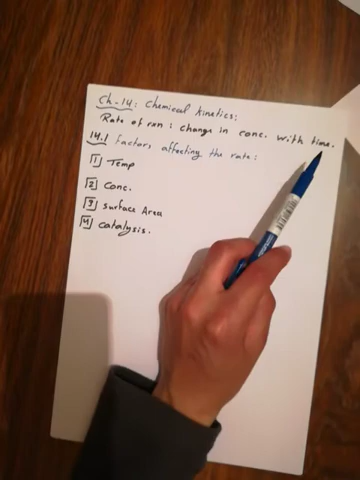 Ch-14: Chemical kinetics:
Rate of rxn: change in conc. with time.
14.1 Factors affecting the rate:
1 Temp
2 conc.
3 surface Area
4 catalysis.